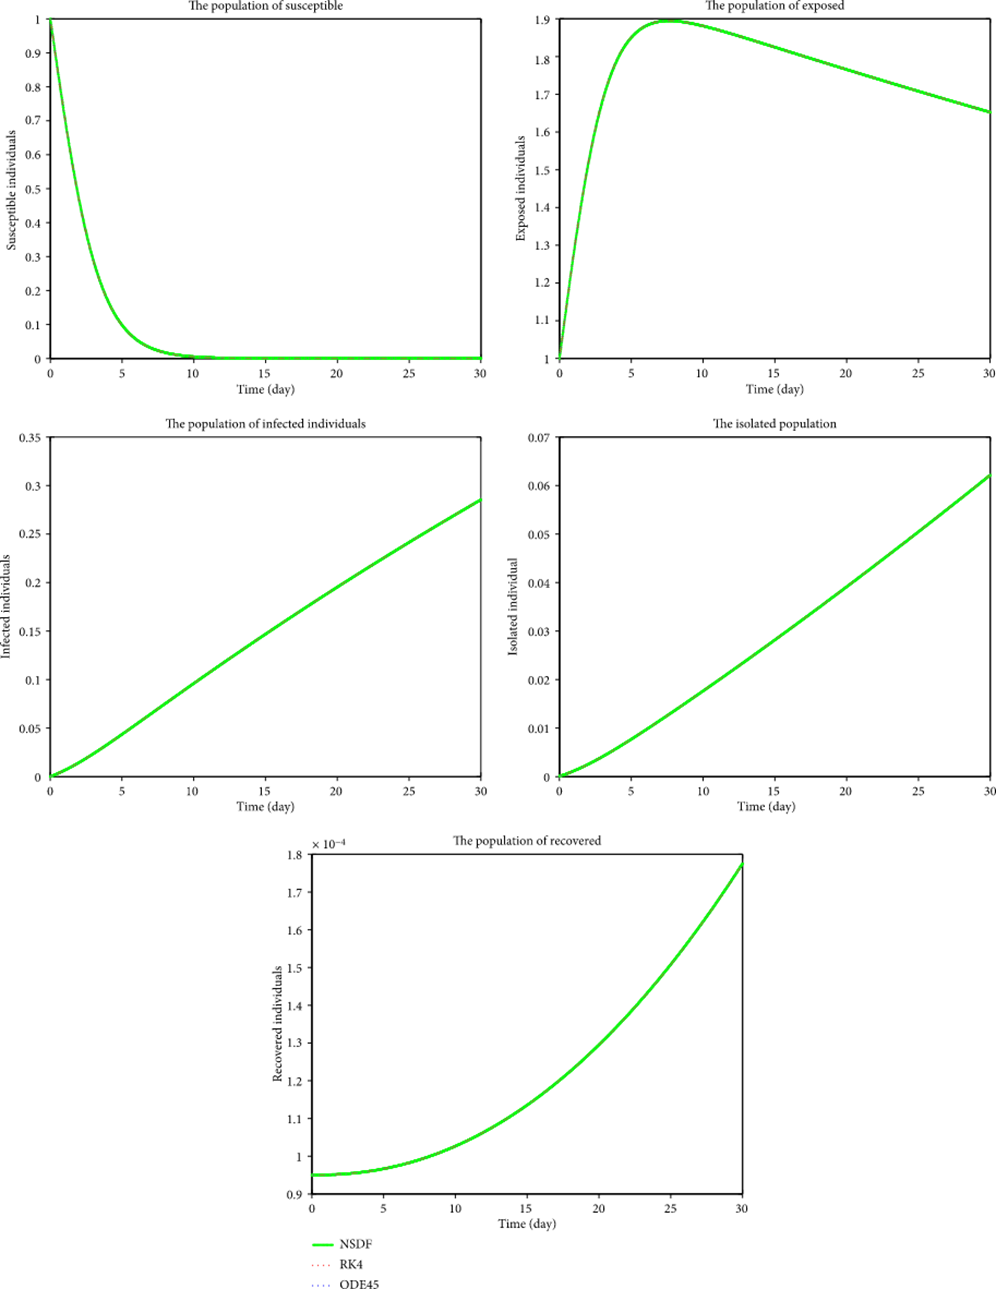 The population of susceptible
1
0.9
0.8
0.7
0.6
0.5
0.4
0.3
0.2
0.1
0
Susceptible individuals
0 5 10 15 20 25 30
Time (day)
The population of exposed
1.9
1.8
1.7
1.6
1.5
1.4
1.3
1.2
1.1
1
Exposed individuals
0 5 10 15 20 25 30
Time (day)
The population of infected individuals
0.35
0.3
0.25
0.2
0.15
0.1
0.05
0
Infected individuals
0 5 10 15 20 25 30
Time (day)
The isolated population
0.07
0.06
0.05
0.04
0.03
0.02
0.01
0
Isolated individual
0 5 10 15 20 25 30
Time (day)
The population of recovered
× 10⁻⁴
1.8
1.7
1.6
1.5
1.4
1.3
1.2
1.1
1
0.9
Recovered individuals
0 5 10 15 20 25 30
Time (day)
NSDF
RK4
ODE45